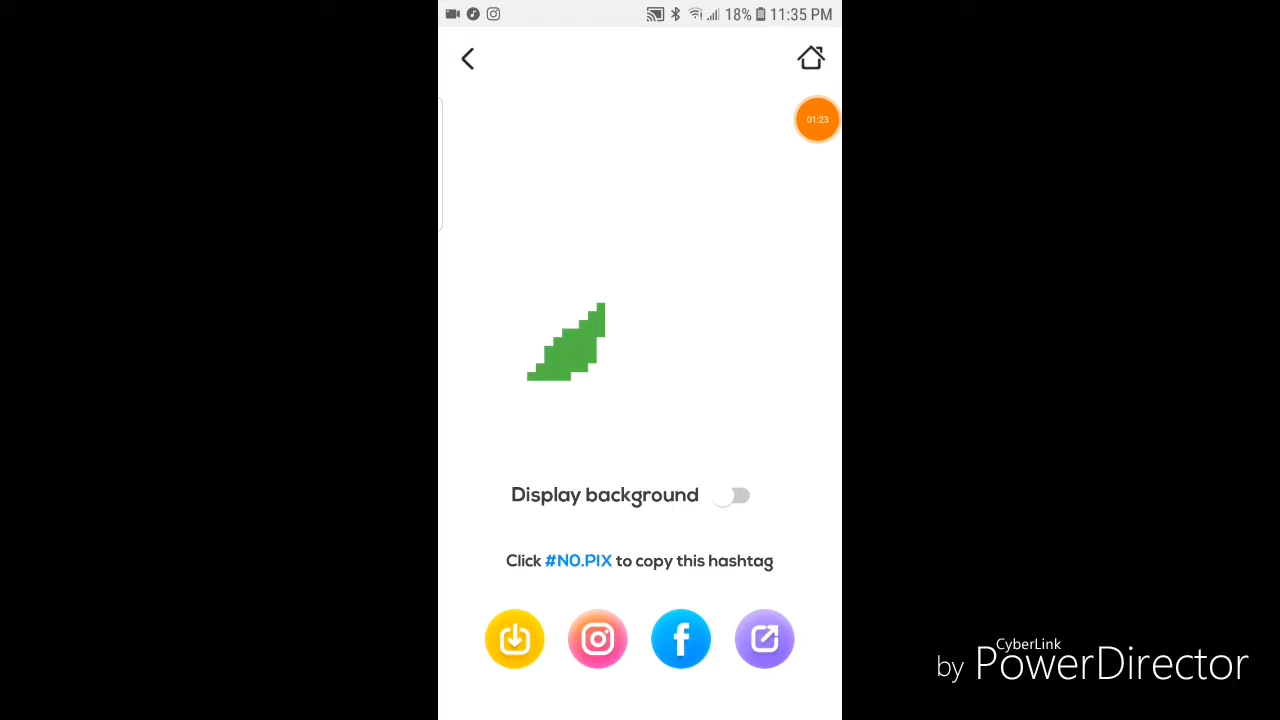 18% 11:35 PM
01:23
Display background
Click #NO.PIX to copy this hashtag
CyberLink
by PowerDirector